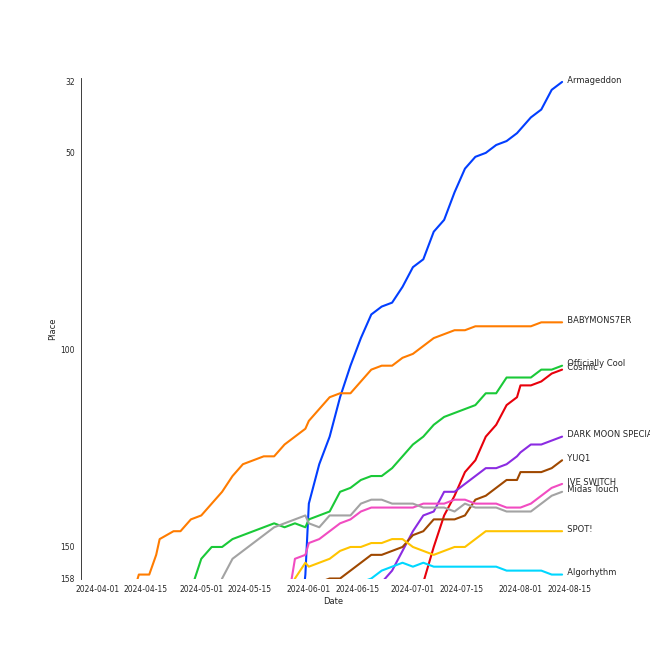 32
50
100
150
158
Place
Armageddon
BABYMONS7ER
Officially Cool
Cosmic
DARK MOON SPECIA
YUQ1
IVE SWITCH
Midas Touch
SPOT!
Algorhythm
2024-04-01 2024-04-15 2024-05-01 2024-05-15 2024-06-01 2024-06-15 2024-07-01 2024-07-15 2024-08-01 2024-08-15
Date